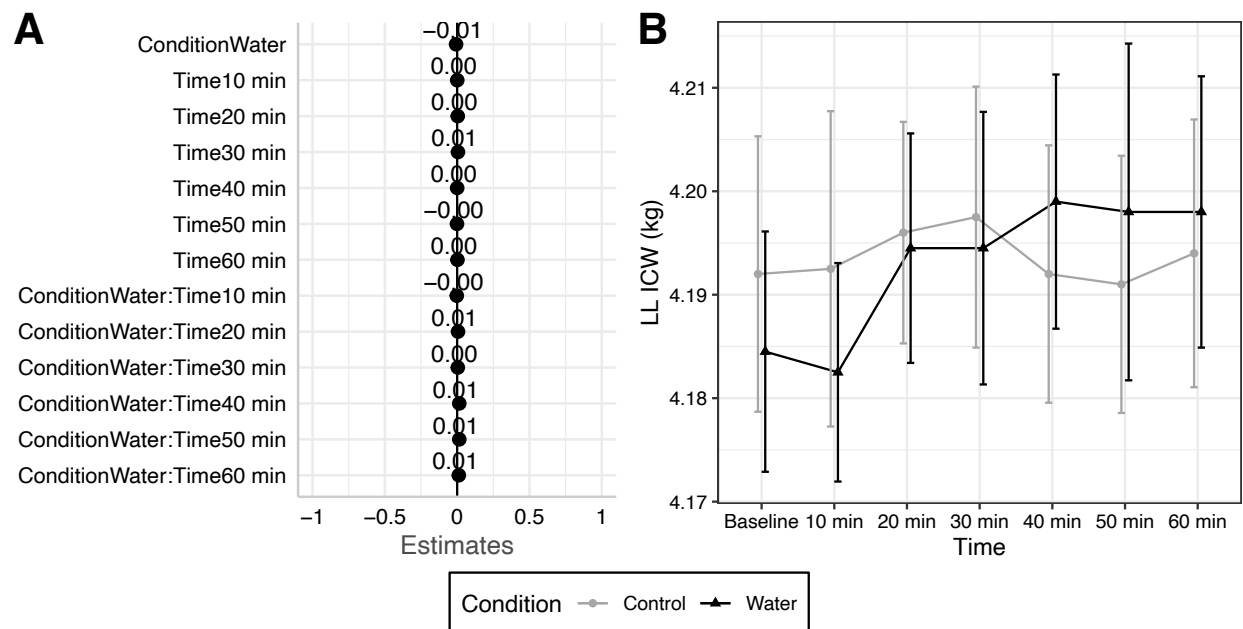 A
ConditionWater −0.01
Time10 min 0.00
Time20 min 0.00
Time30 min 0.01
Time40 min 0.00
Time50 min −0.00
Time60 min 0.00
ConditionWater:Time10 min −0.00
ConditionWater:Time20 min 0.01
ConditionWater:Time30 min 0.00
ConditionWater:Time40 min 0.01
ConditionWater:Time50 min 0.01
ConditionWater:Time60 min 0.01
−1 −0.5 0 0.5 1
Estimates
B
LL ICW (kg)
4.21
4.20
4.19
4.18
4.17
Baseline 10 min 20 min 30 min 40 min 50 min 60 min
Time
Condition Control Water